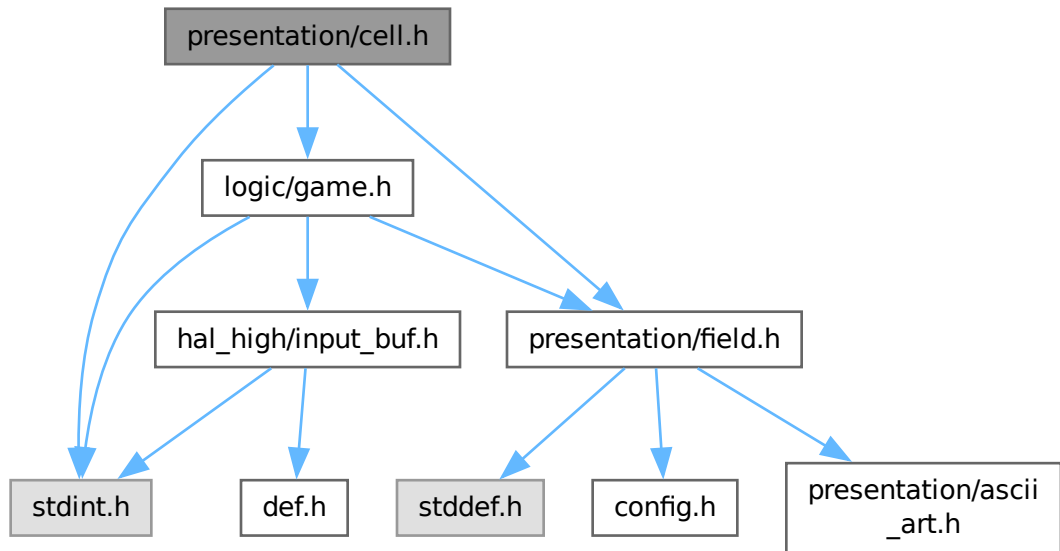 presentation/cell.h
logic/game.h
hal_high/input_buf.h
presentation/field.h
stdint.h
def.h
stddef.h
config.h
presentation/ascii
_art.h